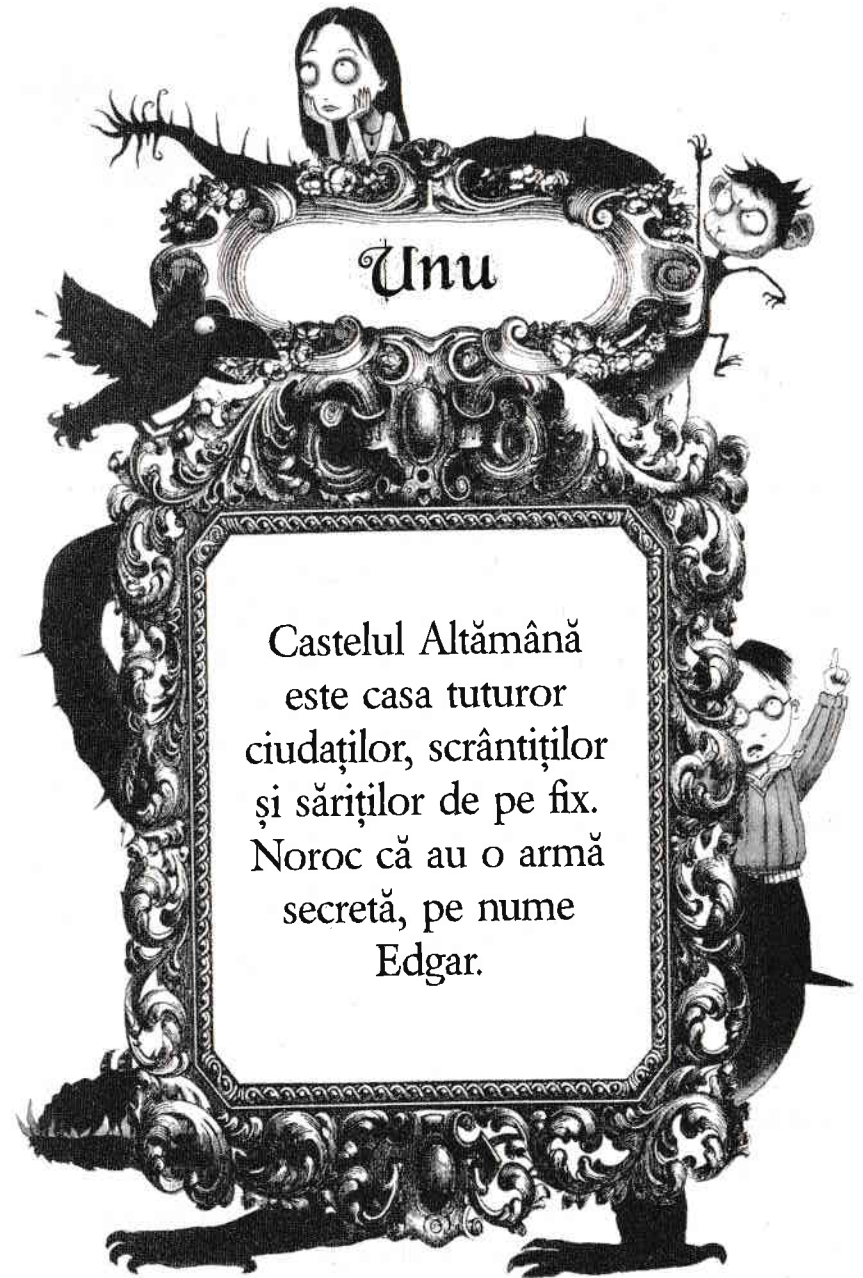 Unu
Castelul Altămână
este casa tuturor
ciudaților, scrântiților
și săriților de pe fix.
Noroc că au o armă
secretă, pe nume
Edgar.